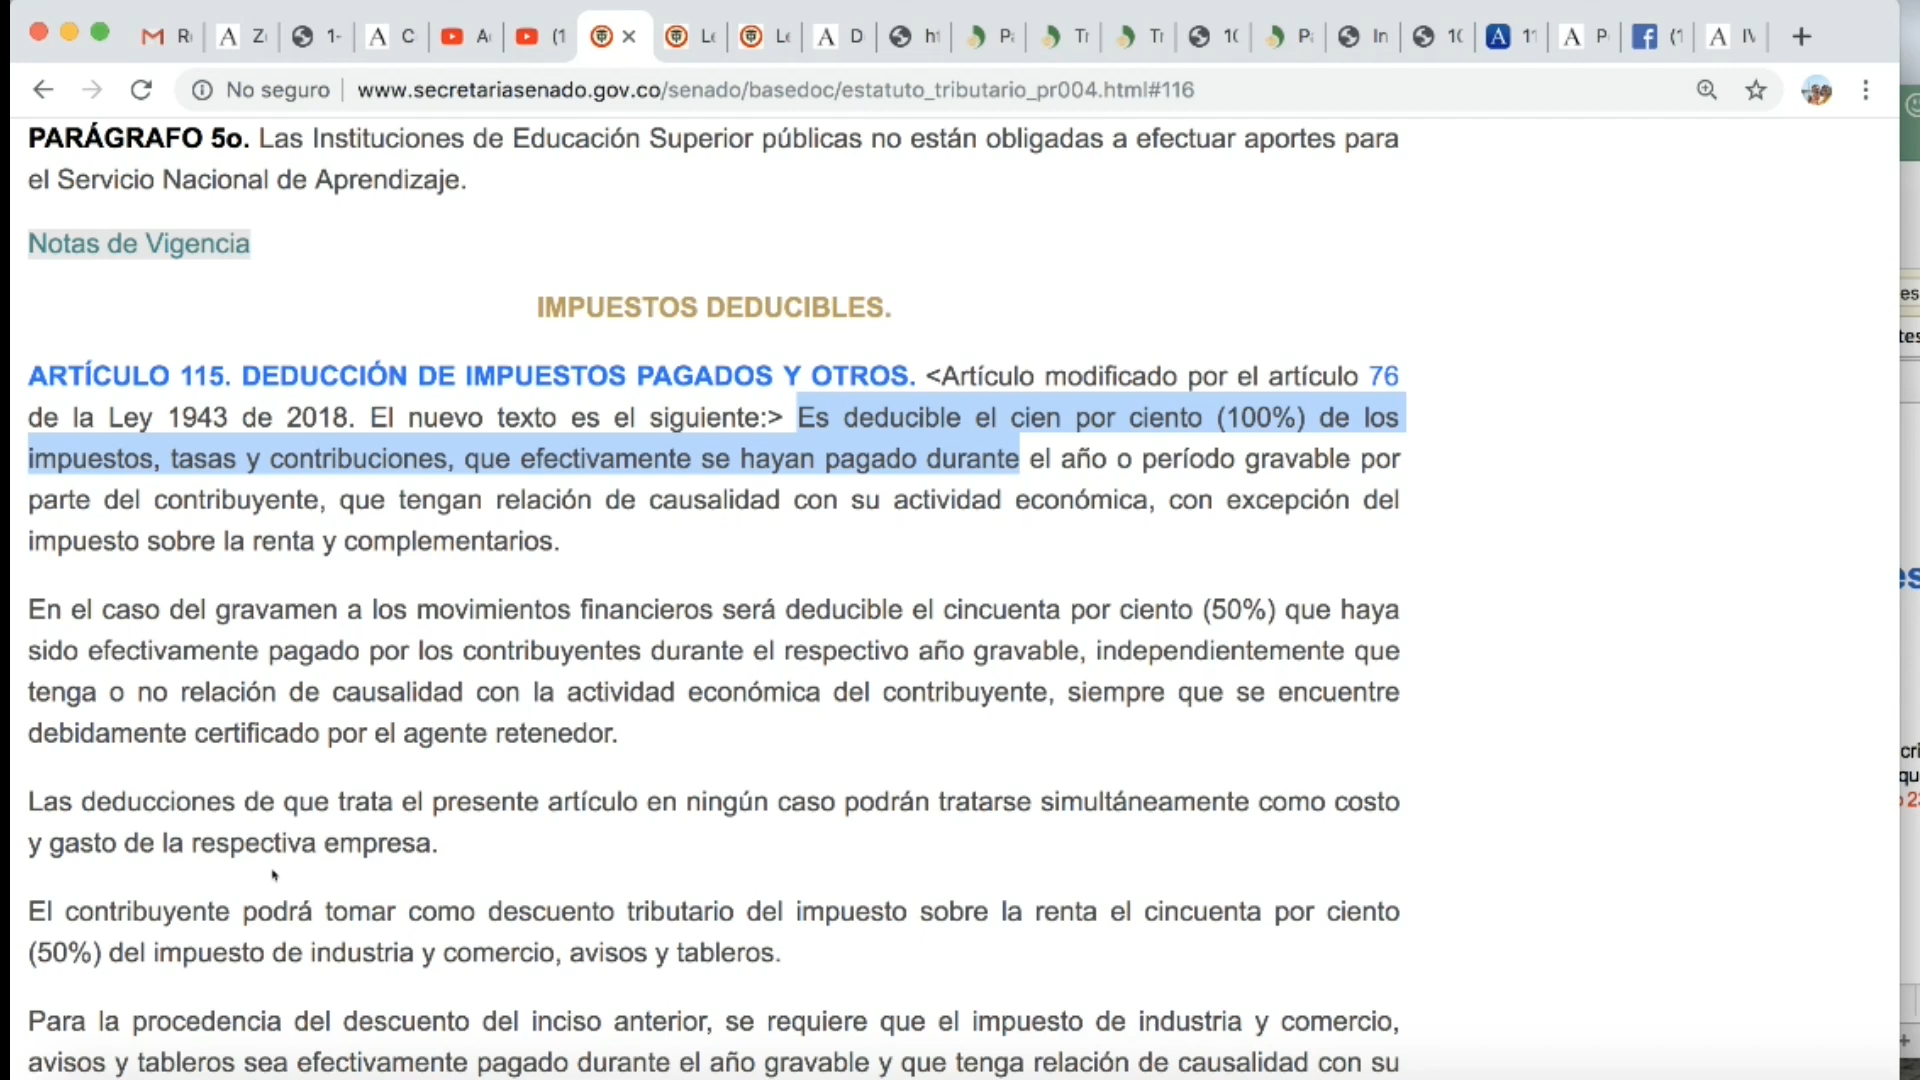 R
Z
1-
A
C
A
(1
L
L
A
D
h
P
T
T
1(
P
In
1(
A
1
A
P
(1
A
No seguro
www.secretariasenado.gov.co/senado/basedoc/estatuto_tributario_pr004.html#116
PARÁGRAFO 5o. Las Instituciones de Educación Superior públicas no están obligadas a efectuar aportes para
el Servicio Nacional de Aprendizaje.
Notas de Vigencia
IMPUESTOS DEDUCIBLES.
ARTÍCULO 115. DEDUCCIÓN DE IMPUESTOS PAGADOS Y OTROS. <Artículo modificado por el artículo 76
de la Ley 1943 de 2018. El nuevo texto es el siguiente:> Es deducible el cien por ciento (100%) de los
impuestos, tasas y contribuciones, que efectivamente se hayan pagado durante el año o período gravable por
parte del contribuyente, que tengan relación de causalidad con su actividad económica, con excepción del
impuesto sobre la renta y complementarios.
En el caso del gravamen a los movimientos financieros será deducible el cincuenta por ciento (50%) que haya
sido efectivamente pagado por los contribuyentes durante el respectivo año gravable, independientemente que
tenga o no relación de causalidad con la actividad económica del contribuyente, siempre que se encuentre
debidamente certificado por el agente retenedor.
Las deducciones de que trata el presente artículo en ningún caso podrán tratarse simultáneamente como costo
y gasto de la respectiva empresa.
El contribuyente podrá tomar como descuento tributario del impuesto sobre la renta el cincuenta por ciento
(50%) del impuesto de industria y comercio, avisos y tableros.
Para la procedencia del descuento del inciso anterior, se requiere que el impuesto de industria y comercio,
avisos y tableros sea efectivamente pagado durante el año gravable y que tenga relación de causalidad con su